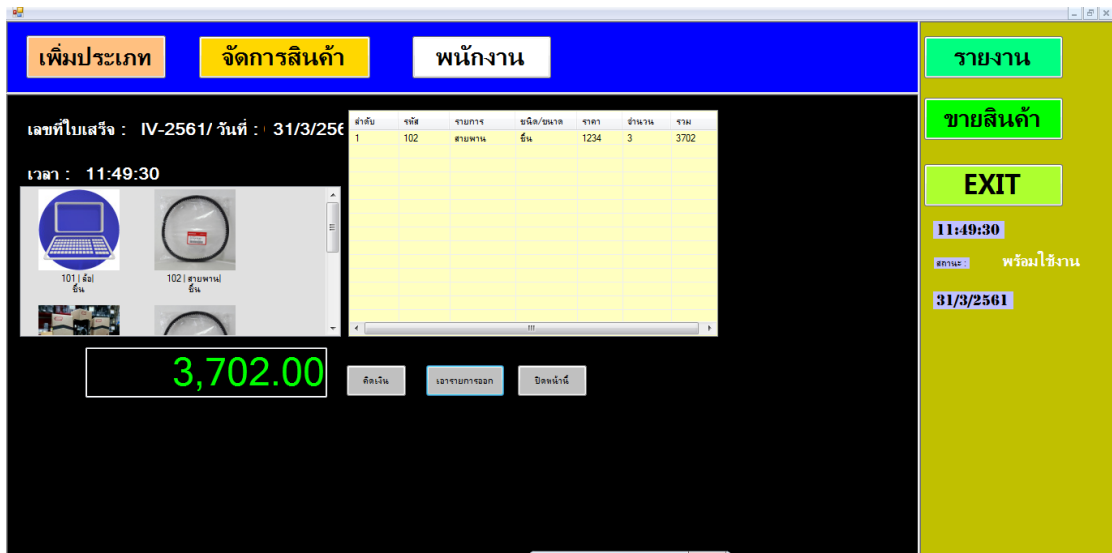 เพิ่มประเภท จัดการสินค้า พนักงาน
รายงาน
ขายสินค้า
EXIT
11:49:30
สถานะ : พร้อมใช้งาน
31/3/2561
เลขที่ใบเสร็จ : IV-2561/ วันที่ : 31/3/256
เวลา : 11:49:30
ลำดับ รหัส รายการ ชนิด/ขนาด ราคา จำนวน รวม
1 102 สายพาน ชิ้น 1234 3 3702
101 | ล้อ|
ชิ้น
102 | สายพาน|
ชิ้น
3,702.00
คิดเงิน เอารายการออก ปิดหน้านี้